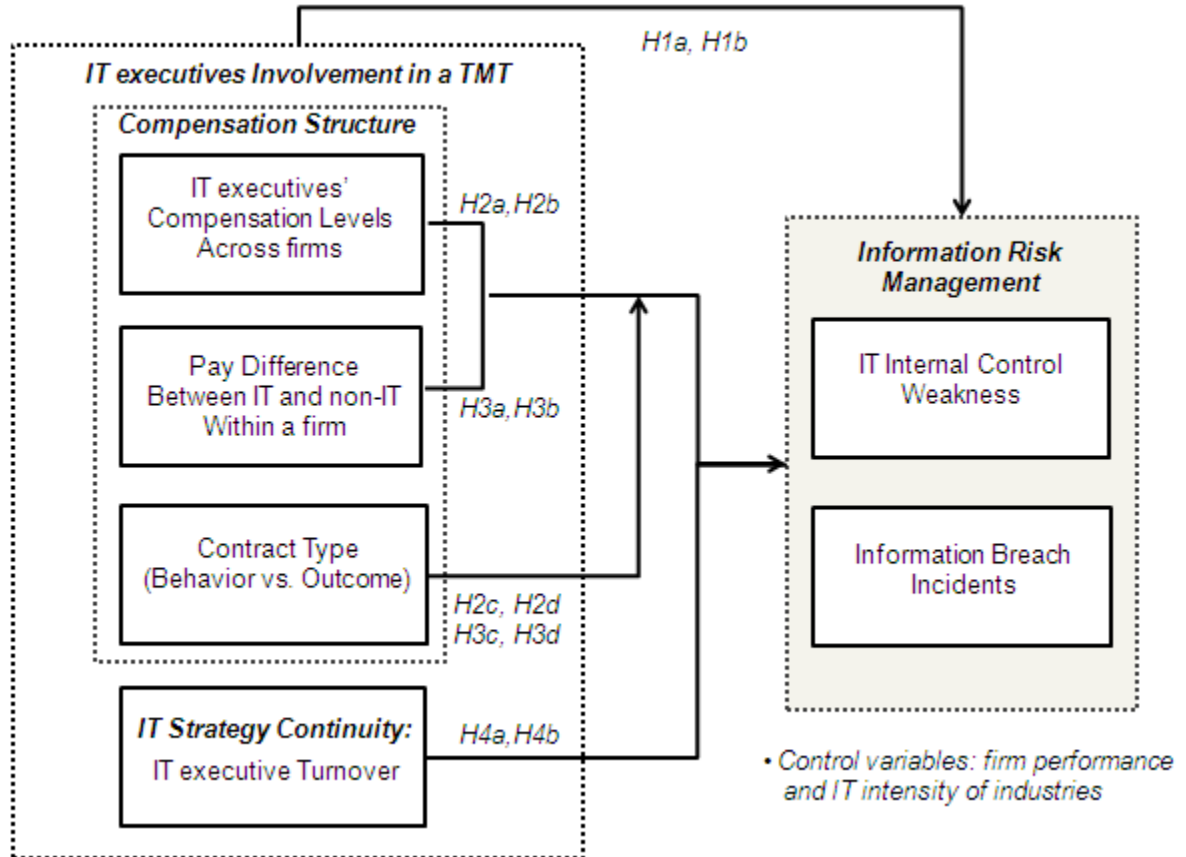 H1a, H1b
IT executives Involvement in a TMT
Compensation Structure
IT executives'
Compensation Levels
Across firms
H2a,H2b
Pay Difference
Between IT and non-IT
Within a firm
H3a,H3b
Contract Type
(Behavior vs. Outcome)
H2c, H2d
H3c, H3d
IT Strategy Continuity:
IT executive Turnover
H4a,H4b
Information Risk
Management
IT Internal Control
Weakness
Information Breach
Incidents
• Control variables: firm performance
and IT intensity of industries